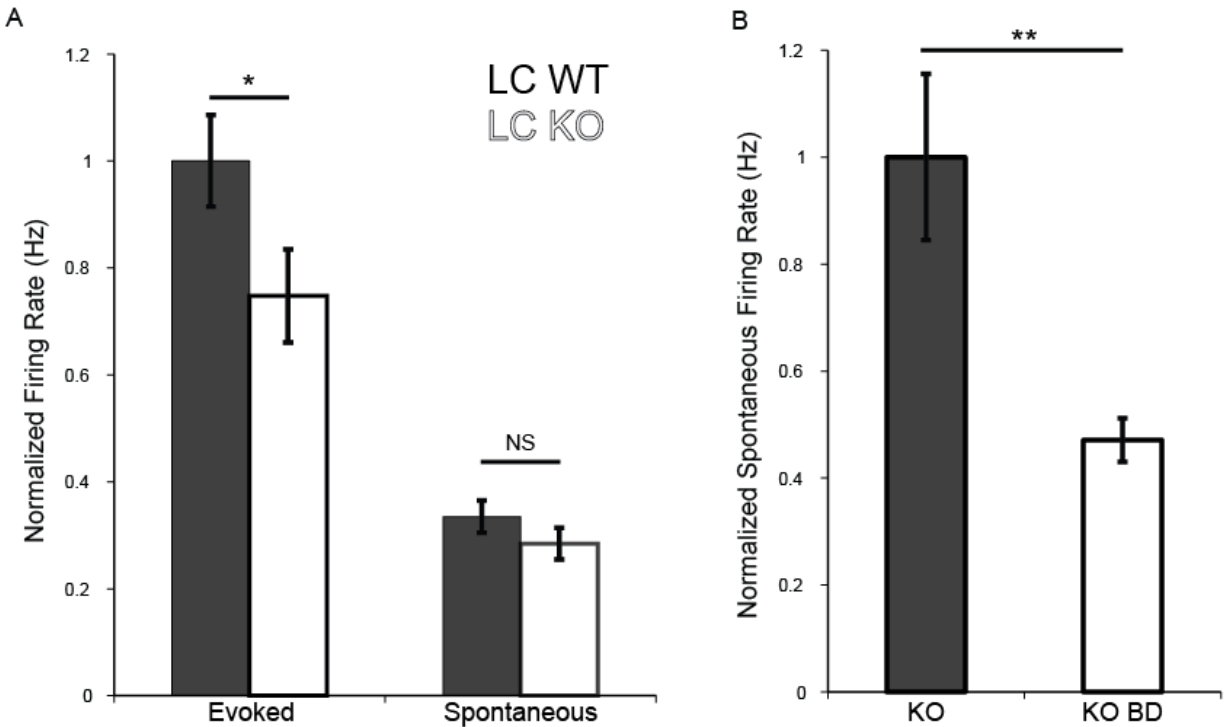 A
Normalized Firing Rate (Hz)
1.2
1
0.8
0.6
0.4
0.2
0
*
NS
LC WT
LC KO
Evoked
Spontaneous
B
Normalized Spontaneous Firing Rate (Hz)
1.2
1
0.8
0.6
0.4
0.2
0
**
KO
KO BD